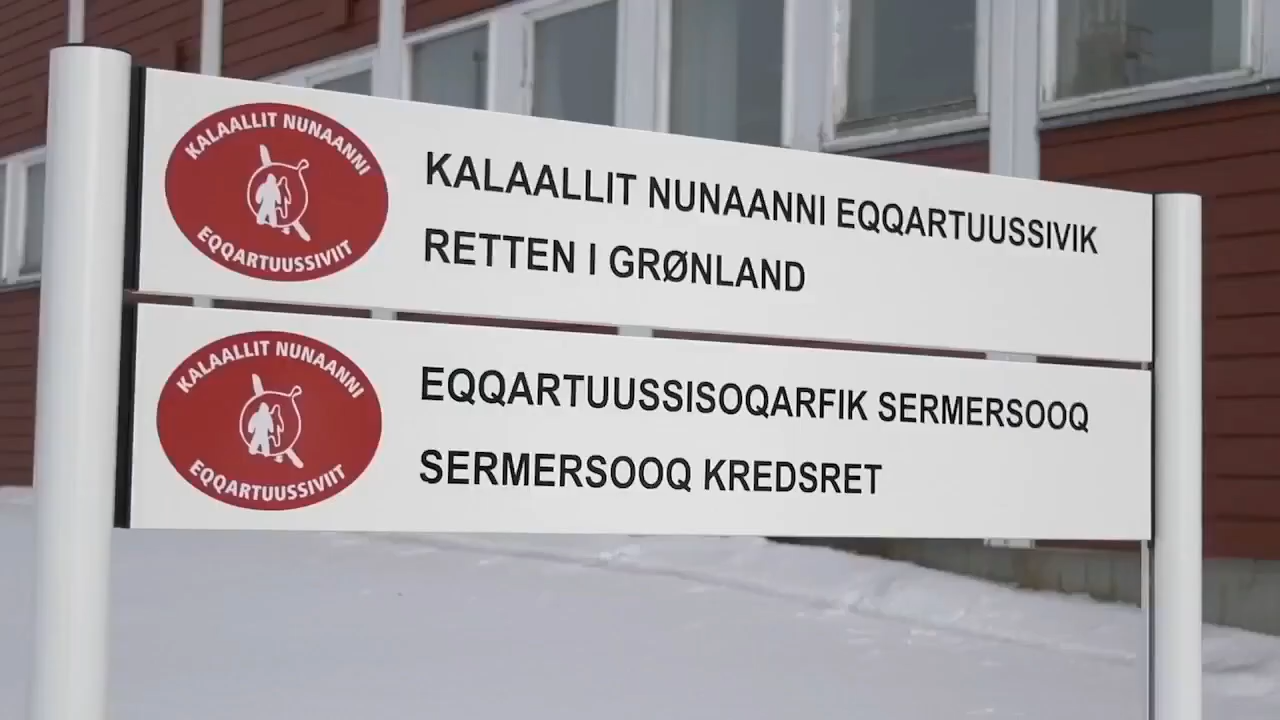 KALAALLIT NUNAANNI
EQQARTUUSSIVIIT
KALAALLIT NUNAANNI EQQARTUUSSIVIK
RETTEN I GRØNLAND
KALAALLIT NUNAANNI
EQQARTUUSSIVIIT
EQQARTUUSSISOQARFIK SERMERSOOQ
SERMERSOOQ KREDSRET